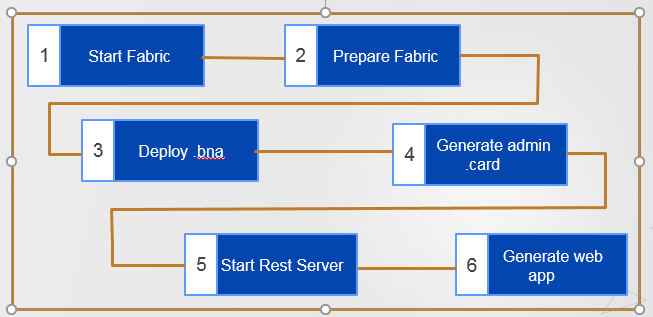 1 Start Fabric
2 Prepare Fabric
3 Deploy .bna
4 Generate admin
.card
5 Start Rest Server
6 Generate web
app